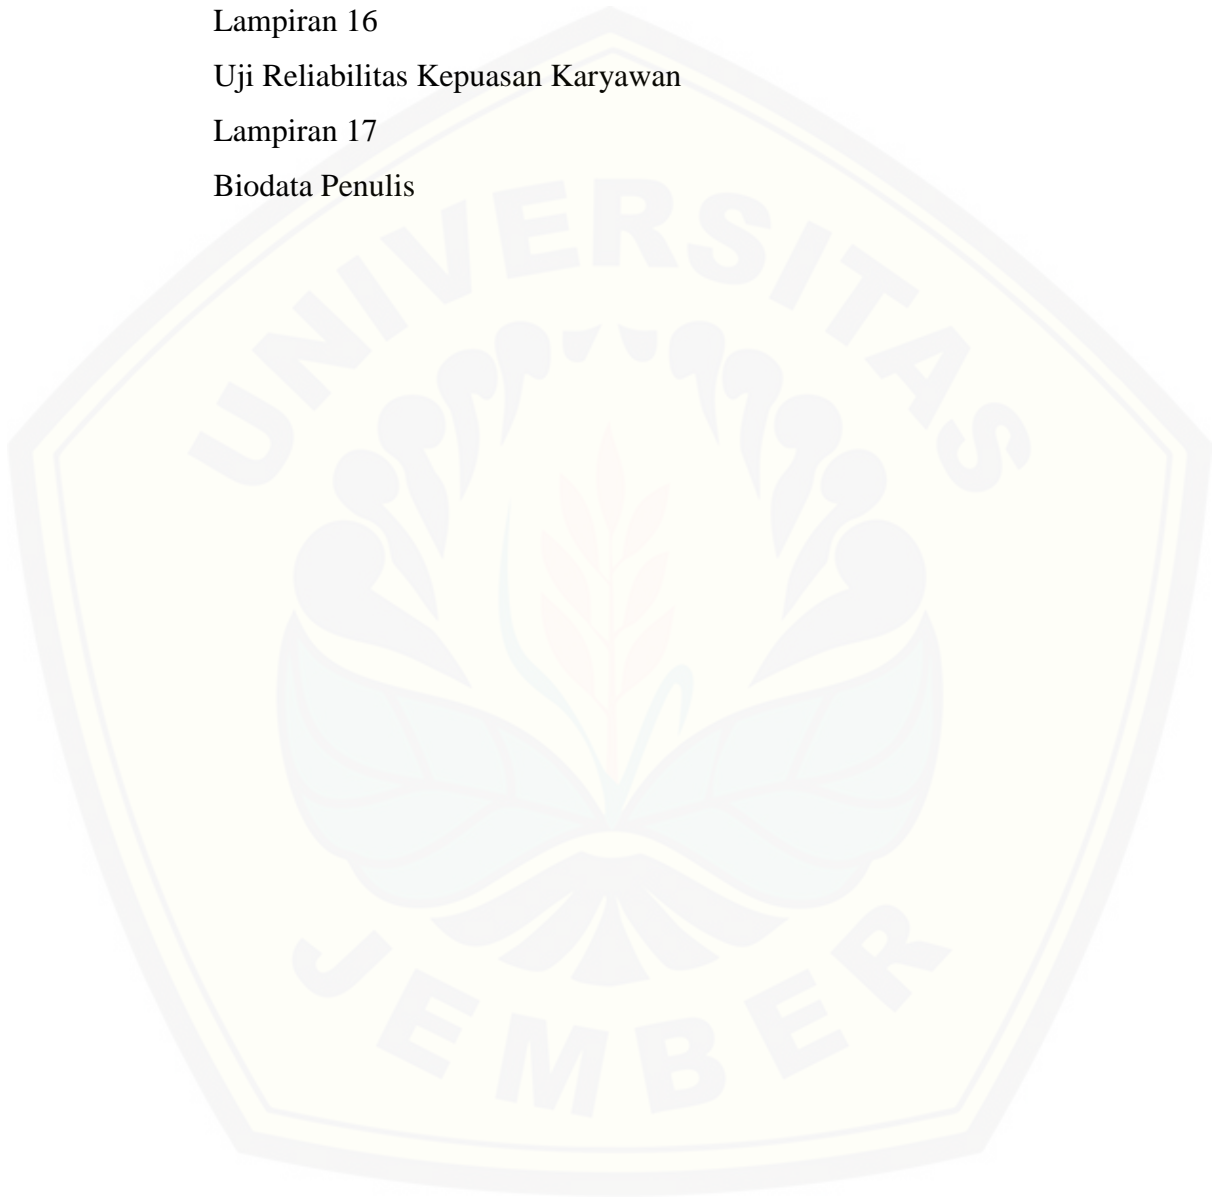 Lampiran 16
Uji Reliabilitas Kepuasan Karyawan
Lampiran 17
Biodata Penulis
UNIVERSITAS
JEMBER